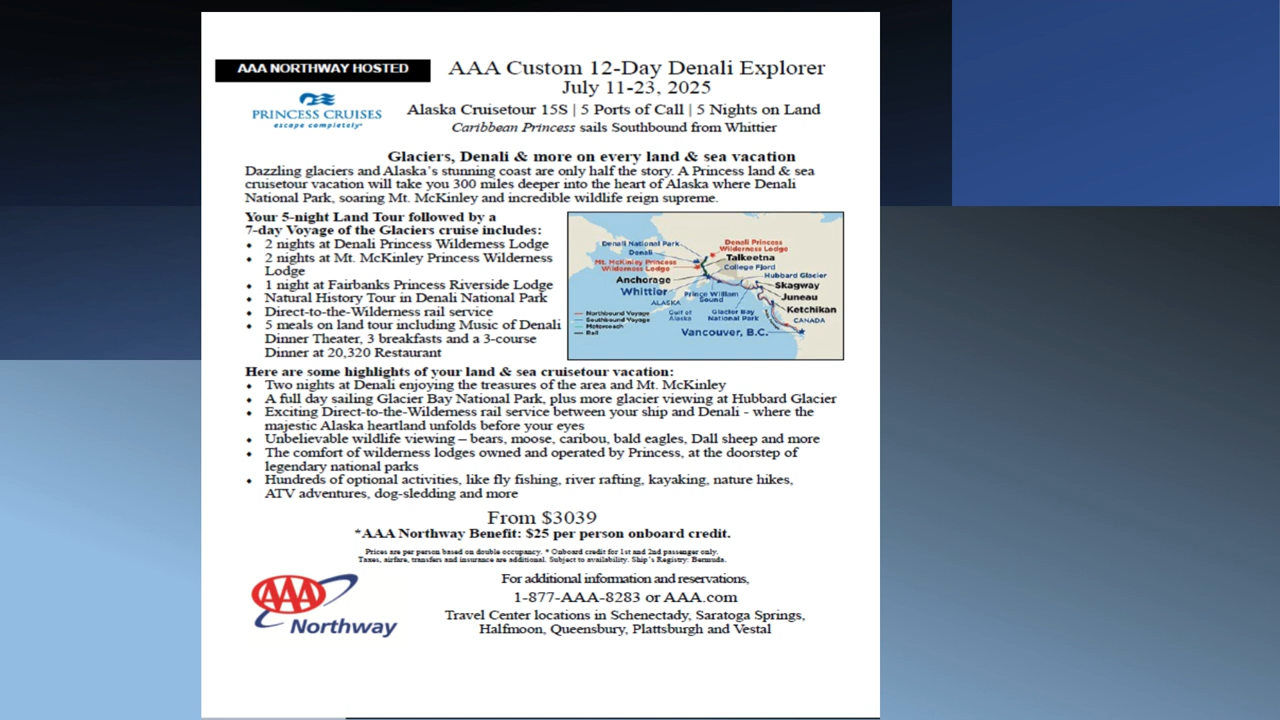 AAA NORTHWAY HOSTED
AAA Custom 12-Day Denali Explorer
July 11-23, 2025
PRINCESS CRUISES
escape completely®
Alaska Cruisetour 15S | 5 Ports of Call | 5 Nights on Land
Caribbean Princess sails Southbound from Whittier
Glaciers, Denali & more on every land & sea vacation
Dazzling glaciers and Alaska's stunning coast are only half the story. A Princess land & sea
cruisetour vacation will take you 300 miles deeper into the heart of Alaska where Denali
National Park, soaring Mt. McKinley and incredible wildlife reign supreme.
Your 5-night Land Tour followed by a
7-day Voyage of the Glaciers cruise includes:
• 2 nights at Denali Princess Wilderness Lodge
• 2 nights at Mt. McKinley Princess Wilderness
Lodge
• 1 night at Fairbanks Princess Riverside Lodge
• Natural History Tour in Denali National Park
• Direct-to-the-Wilderness rail service
• 5 meals on land tour including Music of Denali
Dinner Theater, 3 breakfasts and a 3-course
Dinner at 20,320 Restaurant
Denali National Park
Denali
Mt. McKinley Princess
Wilderness Lodge
Anchorage
Whittier
ALASKA
Denali Princess
Wilderness Lodge
Talkeetna
College Fjord
Hubbard Glacier
Skagway
Juneau
Ketchikan
CANADA
Prince William
Sound
Gulf of
Alaska
Glacier Bay
National Park
Vancouver, B.C.
Northbound Voyage
Southbound Voyage
Motorcoach
Rail
Here are some highlights of your land & sea cruisetour vacation:
• Two nights at Denali enjoying the treasures of the area and Mt. McKinley
• A full day sailing Glacier Bay National Park, plus more glacier viewing at Hubbard Glacier
• Exciting Direct-to-the-Wilderness rail service between your ship and Denali - where the
majestic Alaska heartland unfolds before your eyes
• Unbelievable wildlife viewing – bears, moose, caribou, bald eagles, Dall sheep and more
• The comfort of wilderness lodges owned and operated by Princess, at the doorstep of
legendary national parks
• Hundreds of optional activities, like fly fishing, river rafting, kayaking, nature hikes,
ATV adventures, dog-sledding and more
From $3039
*AAA Northway Benefit: $25 per person onboard credit.
Prices are per person based on double occupancy. * Onboard credit for 1st and 2nd passenger only.
Taxes, airfare, transfers and insurance are additional. Subject to availability. Ship's Registry: Bermuda.
AAA
Northway
For additional information and reservations,
1-877-AAA-8283 or AAA.com
Travel Center locations in Schenectady, Saratoga Springs,
Halfmoon, Queensbury, Plattsburgh and Vestal